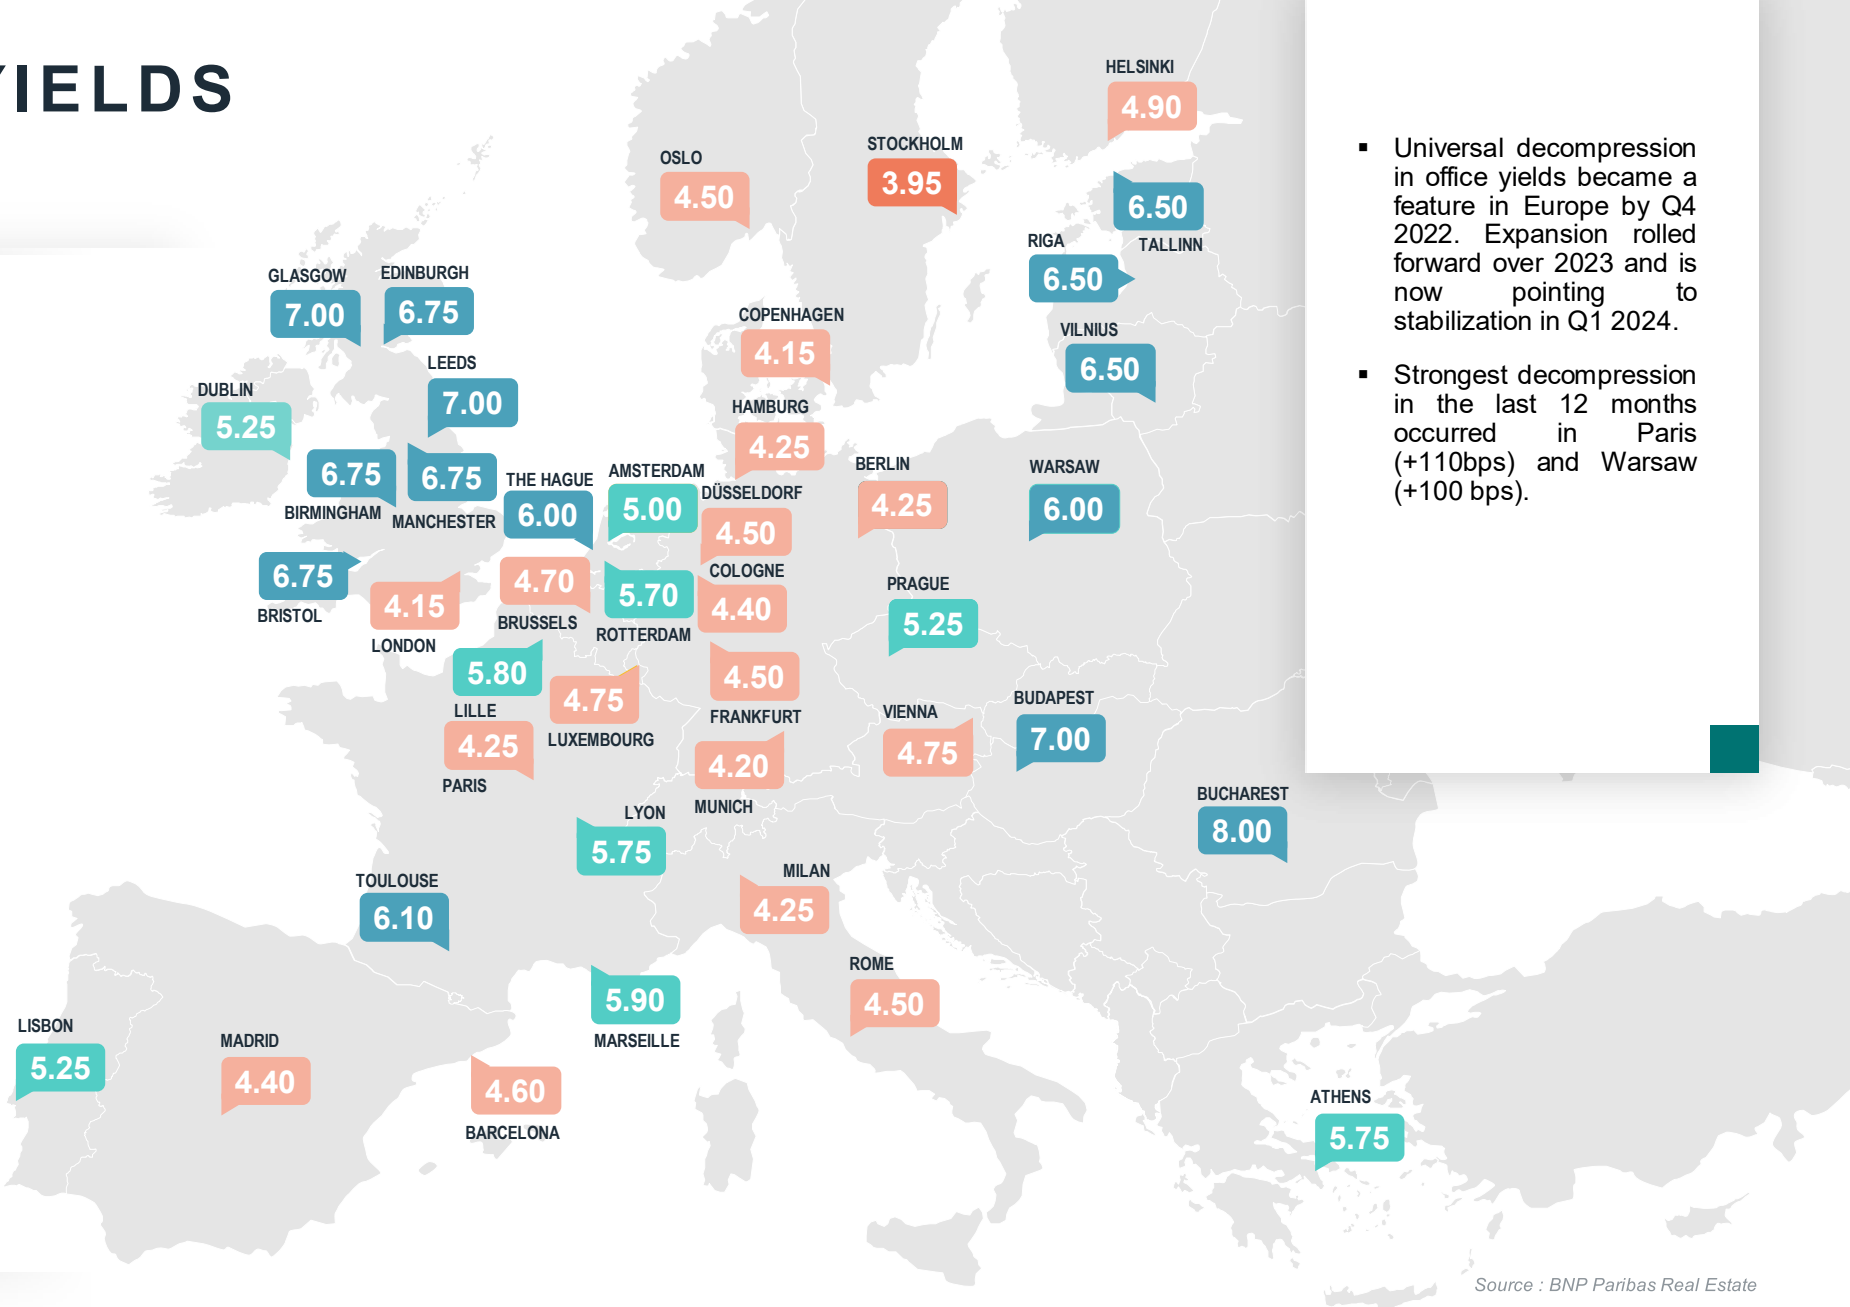 YIELDS
HELSINKI
4.90
STOCKHOLM
3.95
OSLO
4.50
6.50
TALLINN
RIGA
6.50
VILNIUS
6.50
GLASGOW
7.00
EDINBURGH
6.75
COPENHAGEN
4.15
LEEDS
7.00
DUBLIN
5.25
HAMBURG
4.25
6.75
BIRMINGHAM
6.75
MANCHESTER
THE HAGUE
6.00
AMSTERDAM
5.00
DÜSSELDORF
4.50
BERLIN
4.25
WARSAW
6.00
6.75
BRISTOL
4.15
LONDON
4.70
BRUSSELS
5.70
ROTTERDAM
COLOGNE
4.40
PRAGUE
5.25
5.80
LILLE
4.75
LUXEMBOURG
4.50
FRANKFURT
4.25
PARIS
4.20
MUNICH
VIENNA
4.75
BUDAPEST
7.00
BUCHAREST
8.00
LYON
5.75
TOULOUSE
6.10
MILAN
4.25
ROME
4.50
5.90
MARSEILLE
LISBON
5.25
MADRID
4.40
4.60
BARCELONA
ATHENS
5.75
▪ Universal decompression
in office yields became a
feature in Europe by Q4
2022. Expansion rolled
forward over 2023 and is
now pointing to
stabilization in Q1 2024.
▪ Strongest decompression
in the last 12 months
occurred in Paris
(+110bps) and Warsaw
(+100 bps).
Source : BNP Paribas Real Estate